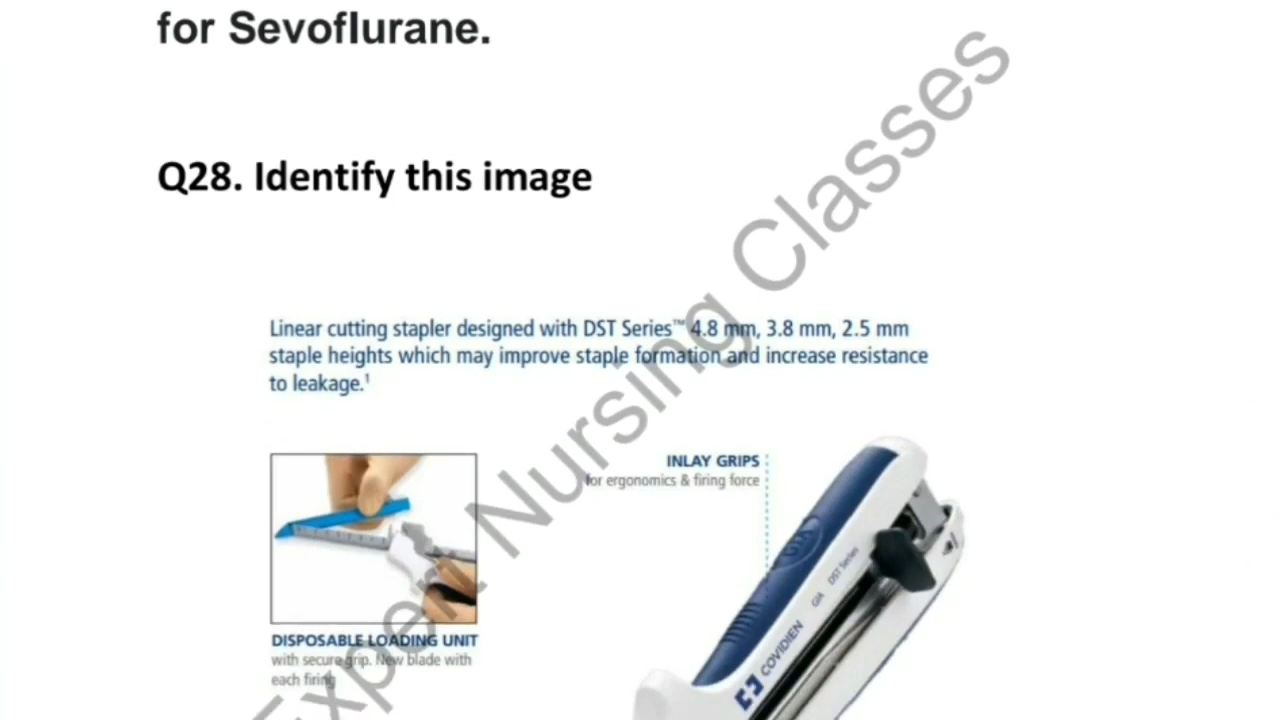 for Sevoflurane.
Q28. Identify this image
Linear cutting stapler designed with DST Series™ 4.8 mm, 3.8 mm, 2.5 mm
staple heights which may improve staple formation and increase resistance
to leakage.¹
INLAY GRIPS
for ergonomics & firing force
DISPOSABLE LOADING UNIT
with secure grip. New blade with
each firing
GIA
GIA DST Series
COVIDIEN
Expert Nursing Classes